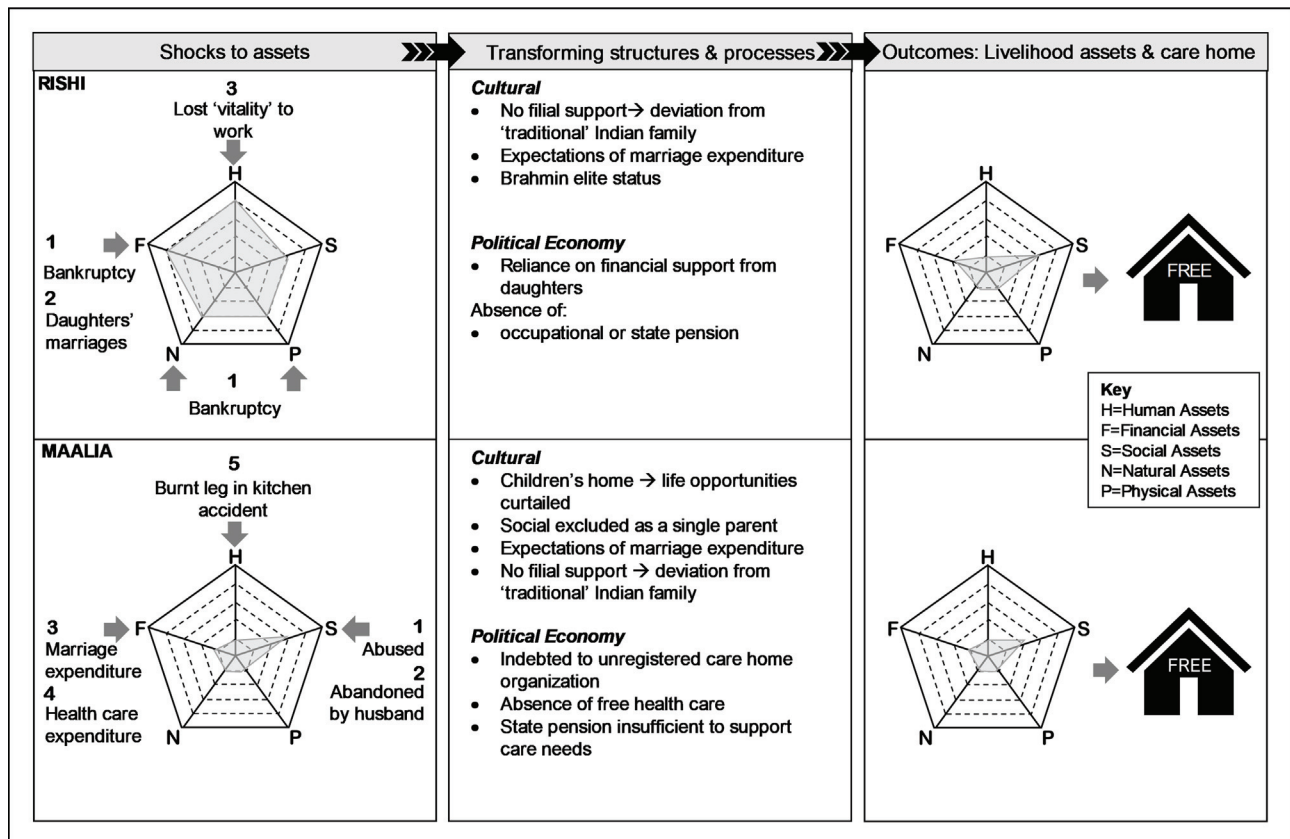 Shocks to assets
Transforming structures & processes
Outcomes: Livelihood assets & care home
RISHI
3
Lost ‘vitality’ to
work
H
S
P
N
F
1
Bankruptcy
2
Daughters’
marriages
1
Bankruptcy
Cultural
• No filial support→ deviation from
‘traditional’ Indian family
• Expectations of marriage expenditure
• Brahmin elite status
Political Economy
• Reliance on financial support from
daughters
Absence of:
• occupational or state pension
H
S
P
N
F
FREE
Key
H=Human Assets
F=Financial Assets
S=Social Assets
N=Natural Assets
P=Physical Assets
MAALIA
5
Burnt leg in kitchen
accident
H
S
P
N
F
3
Marriage
expenditure
4
Health care
expenditure
1
Abused
2
Abandoned
by husband
Cultural
• Children’s home → life opportunities
curtailed
• Social excluded as a single parent
• Expectations of marriage expenditure
• No filial support → deviation from
‘traditional’ Indian family
Political Economy
• Indebted to unregistered care home
organization
• Absence of free health care
• State pension insufficient to support
care needs
H
S
P
N
F
FREE